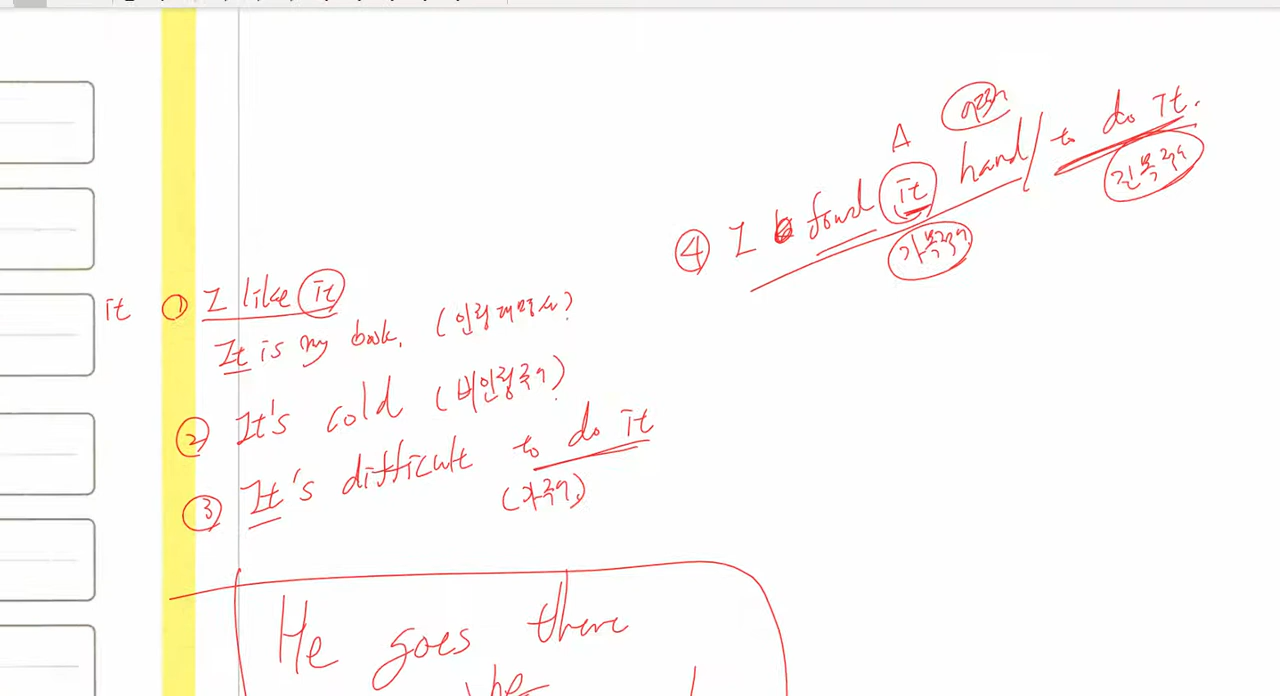 it ① I like it
It is my book. (인칭대명사)
② It's cold (비인칭주어)
③ It's difficult to do it
(가주어)
A
④ I found it hard / to do it.
가목적어
진목적어
He goes there
he